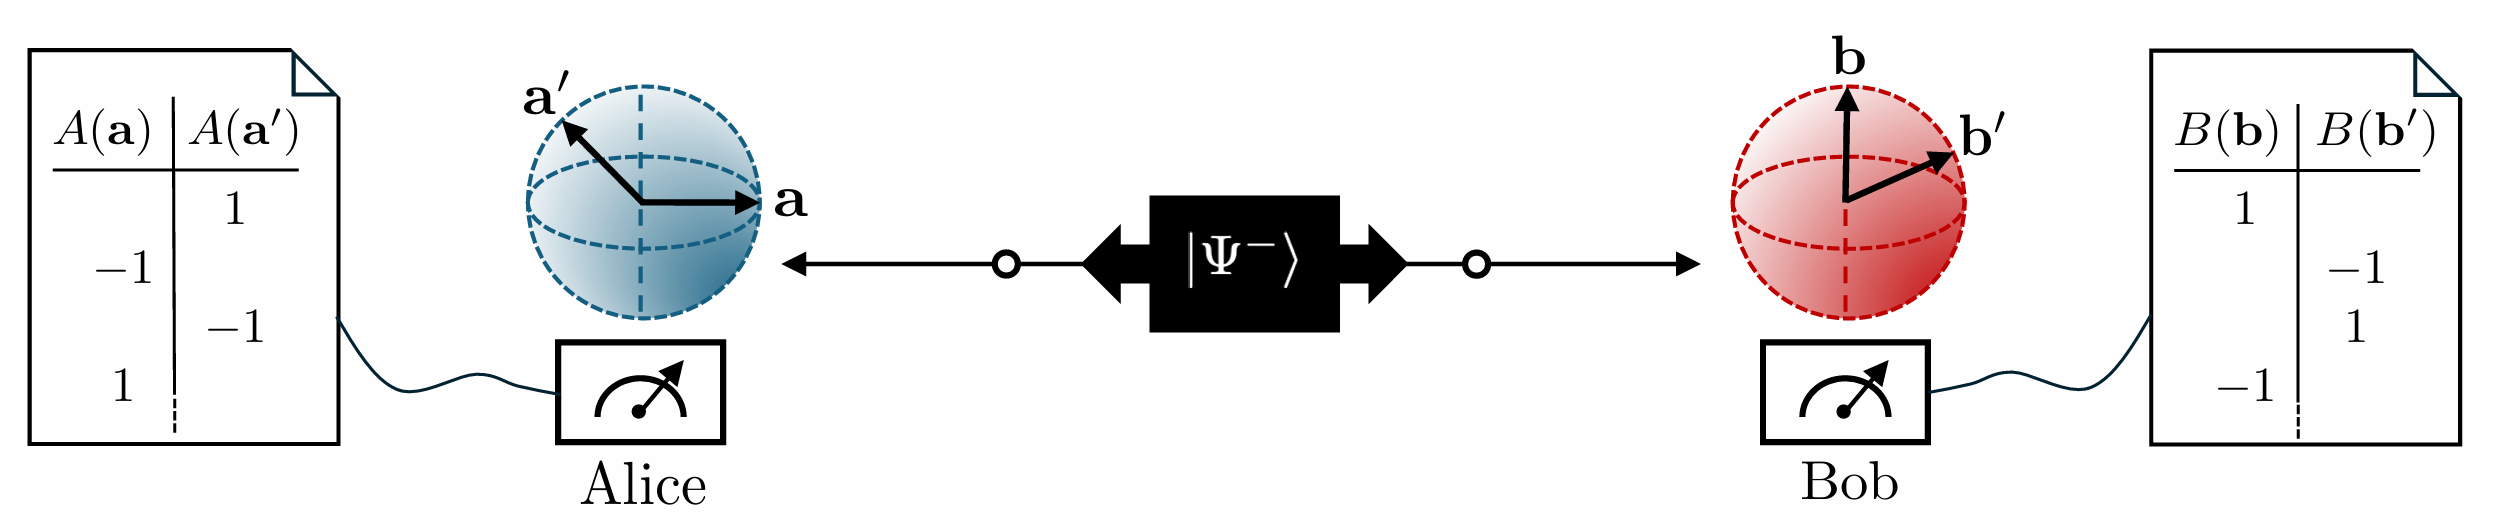 A(𝐚) A(𝐚′)
1
−1
−1
1
𝐚′
𝐚
Alice
|Ψ⁻⟩
𝐛
𝐛′
Bob
B(𝐛) B(𝐛′)
1
−1
1
−1